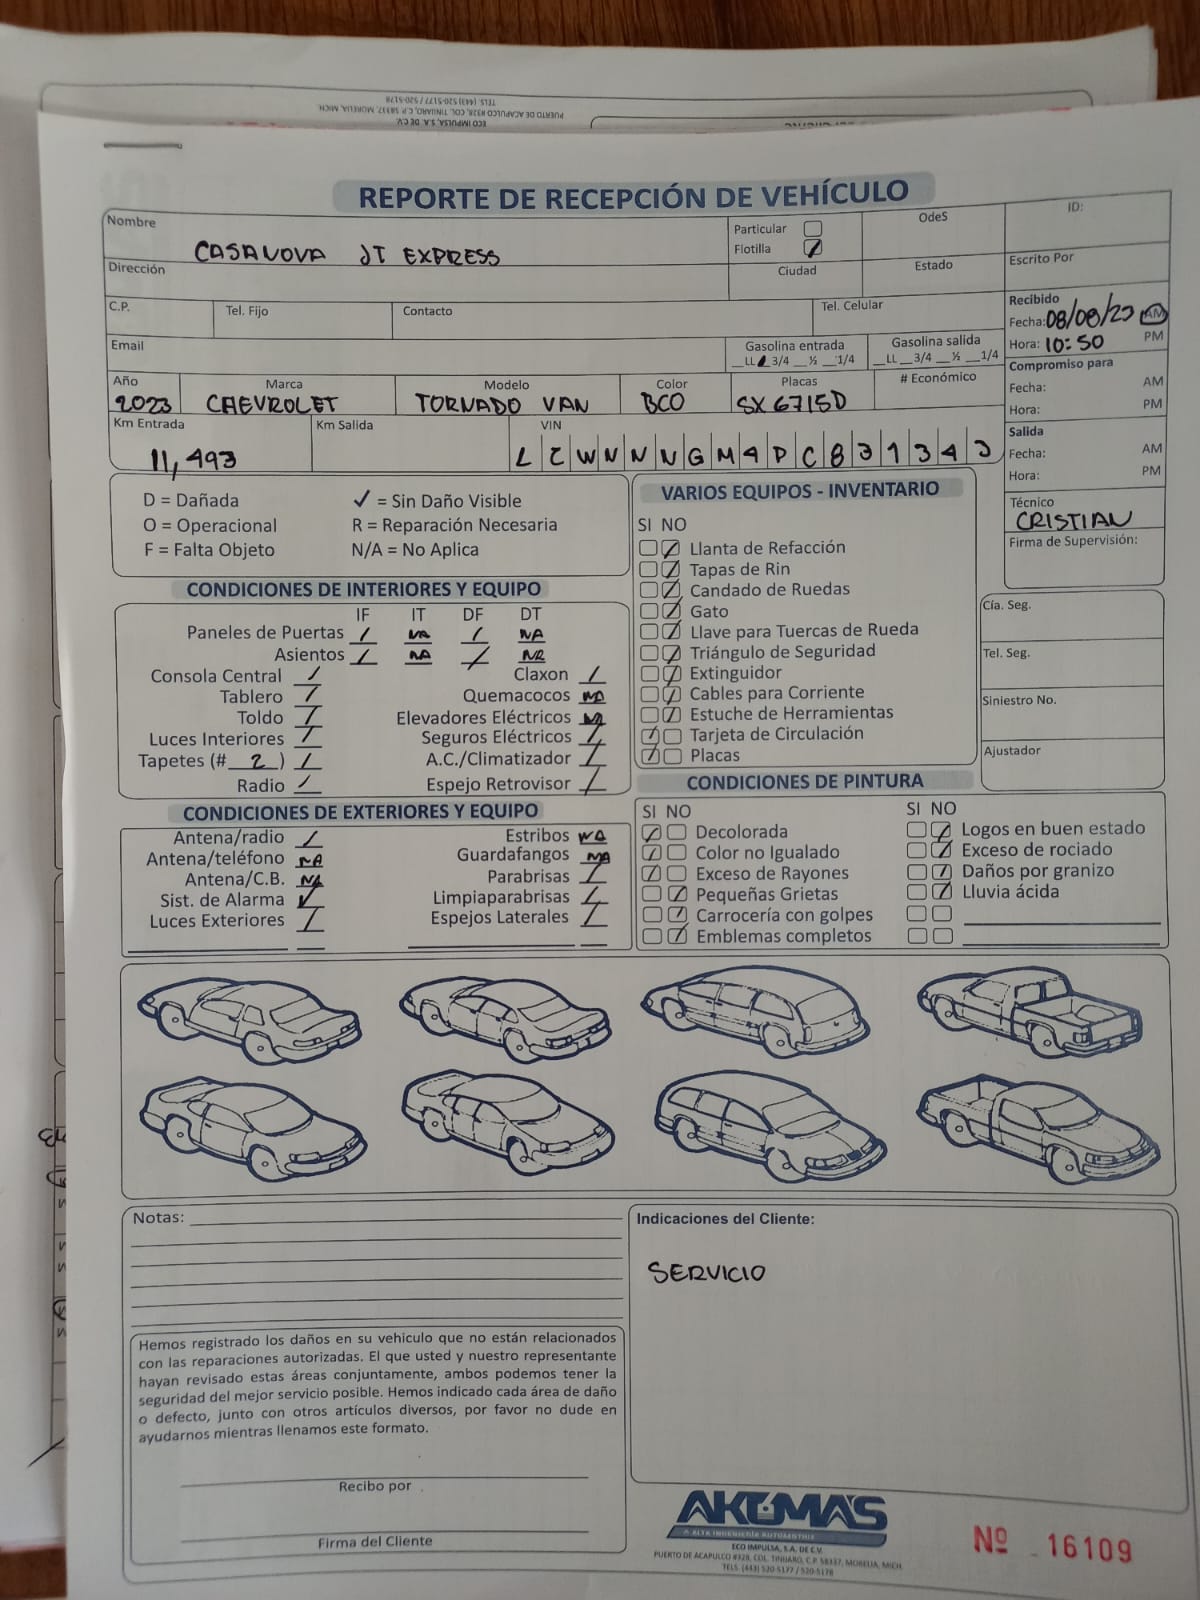 TELS. (443) 520-5177 / 520-5178
PUERTO DE ACAPULCO #328, COL. TINIJARO, C.P. 58337, MORELIA, MICH.
ECO IMPULSA, S.A. DE C.V.
REPORTE DE RECEPCIÓN DE VEHÍCULO
Nombre CASANOVA JT EXPRESS
Particular
Flotilla
OdeS
ID:
Dirección
Ciudad
Estado
Escrito Por
C.P.
Tel. Fijo
Contacto
Tel. Celular
Recibido
Fecha: 08/08/23 AM
Hora: 10:50 PM
Email
Gasolina entrada
__LL __3/4 __½ __1/4
Gasolina salida
__LL __3/4 __½ __1/4
Compromiso para
Fecha: AM
Hora: PM
Año 2023
Marca CHEVROLET
Modelo TORNADO VAN
Color BCO
Placas SX6715D
# Económico
Km Entrada 11,493
Km Salida
VIN
Salida
Fecha: AM
Hora: PM
Técnico
CRISTIAN
Firma de Supervisión:
D = Dañada ✓ = Sin Daño Visible
O = Operacional R = Reparación Necesaria
F = Falta Objeto N/A = No Aplica
VARIOS EQUIPOS - INVENTARIO
SI NO
Llanta de Refacción
Tapas de Rin
Candado de Ruedas
Gato
Llave para Tuercas de Rueda
Triángulo de Seguridad
Extinguidor
Cables para Corriente
Estuche de Herramientas
Tarjeta de Circulación
Placas
Cía. Seg.
Tel. Seg.
Siniestro No.
Ajustador
CONDICIONES DE INTERIORES Y EQUIPO
IF IT DF DT
Paneles de Puertas / NA / NA
Asientos / NA /
Consola Central / Claxon /
Tablero / Quemacocos NA
Toldo / Elevadores Eléctricos NA
Luces Interiores / Seguros Eléctricos /
Tapetes (# 2 ) / A.C./Climatizador /
Radio / Espejo Retrovisor /
CONDICIONES DE EXTERIORES Y EQUIPO
Antena/radio / Estribos NA
Antena/teléfono NA Guardafangos NA
Antena/C.B. NA Parabrisas /
Sist. de Alarma ✓ Limpiaparabrisas /
Luces Exteriores / Espejos Laterales /
CONDICIONES DE PINTURA
SI NO SI NO
Decolorada Logos en buen estado
Color no Igualado Exceso de rociado
Exceso de Rayones Daños por granizo
Pequeñas Grietas Lluvia ácida
Carrocería con golpes
Emblemas completos
Notas:
Indicaciones del Cliente:
SERVICIO
Hemos registrado los daños en su vehiculo que no están relacionados
con las reparaciones autorizadas. El que usted y nuestro representante
hayan revisado estas áreas conjuntamente, ambos podemos tener la
seguridad del mejor servicio posible. Hemos indicado cada área de daño
o defecto, junto con otros artículos diversos, por favor no dude en
ayudarnos mientras llenamos este formato.
Recibo por
Firma del Cliente
AKUMA'S
ALTA INGENIERÍA AUTOMOTRIZ
ECO IMPULSA, S.A. DE C.V.
PUERTO DE ACAPULCO #328, COL. TINIJARO, C.P. 58337, MORELIA, MICH.
TELS. (443) 520-5177 / 520-5178
Nº 16109